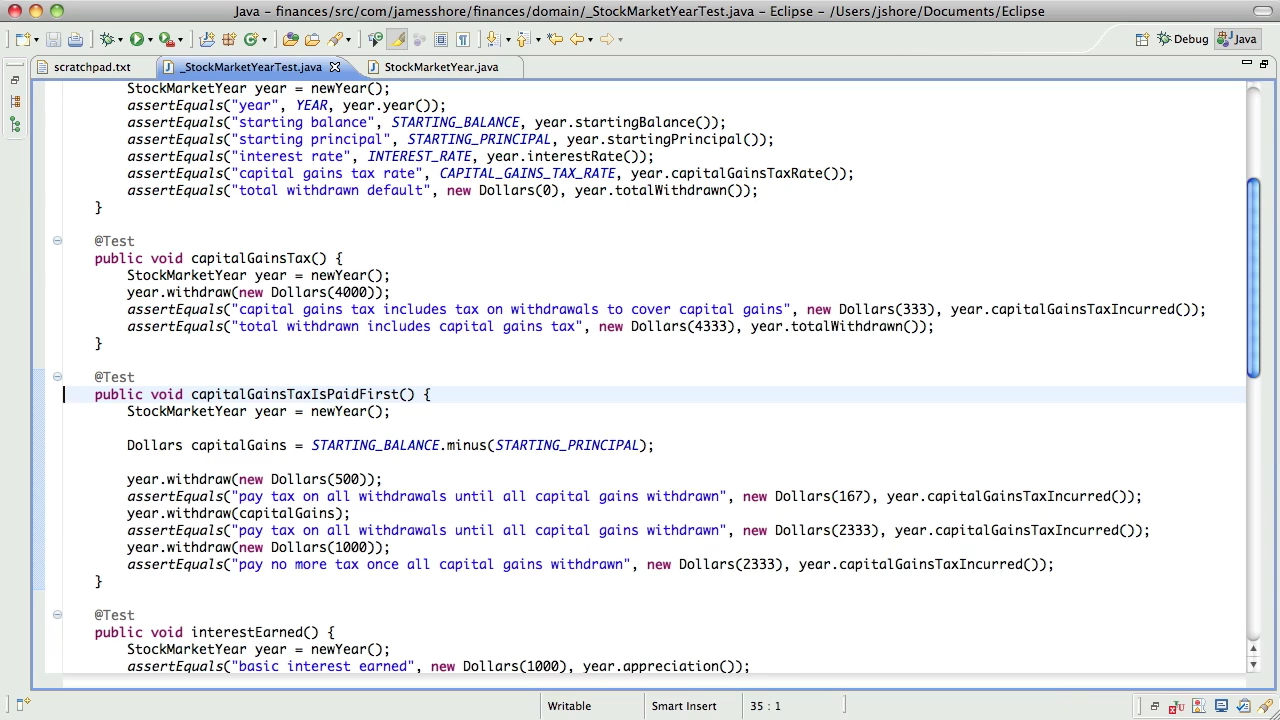 Java – finances/src/com/jamesshore/finances/domain/_StockMarketYearTest.java – Eclipse – /Users/jshore/Documents/Eclipse
Debug
Java
scratchpad.txt
_StockMarketYearTest.java
StockMarketYear.java
StockMarketYear year = newYear();
assertEquals("year", YEAR, year.year());
assertEquals("starting balance", STARTING_BALANCE, year.startingBalance());
assertEquals("starting principal", STARTING_PRINCIPAL, year.startingPrincipal());
assertEquals("interest rate", INTEREST_RATE, year.interestRate());
assertEquals("capital gains tax rate", CAPITAL_GAINS_TAX_RATE, year.capitalGainsTaxRate());
assertEquals("total withdrawn default", new Dollars(0), year.totalWithdrawn());
}
@Test
public void capitalGainsTax() {
StockMarketYear year = newYear();
year.withdraw(new Dollars(4000));
assertEquals("capital gains tax includes tax on withdrawals to cover capital gains", new Dollars(333), year.capitalGainsTaxIncurred());
assertEquals("total withdrawn includes capital gains tax", new Dollars(4333), year.totalWithdrawn());
}
@Test
public void capitalGainsTaxIsPaidFirst() {
StockMarketYear year = newYear();
Dollars capitalGains = STARTING_BALANCE.minus(STARTING_PRINCIPAL);
year.withdraw(new Dollars(500));
assertEquals("pay tax on all withdrawals until all capital gains withdrawn", new Dollars(167), year.capitalGainsTaxIncurred());
year.withdraw(capitalGains);
assertEquals("pay tax on all withdrawals until all capital gains withdrawn", new Dollars(2333), year.capitalGainsTaxIncurred());
year.withdraw(new Dollars(1000));
assertEquals("pay no more tax once all capital gains withdrawn", new Dollars(2333), year.capitalGainsTaxIncurred());
}
@Test
public void interestEarned() {
StockMarketYear year = newYear();
assertEquals("basic interest earned", new Dollars(1000), year.appreciation());
Writable
Smart Insert
35 : 1